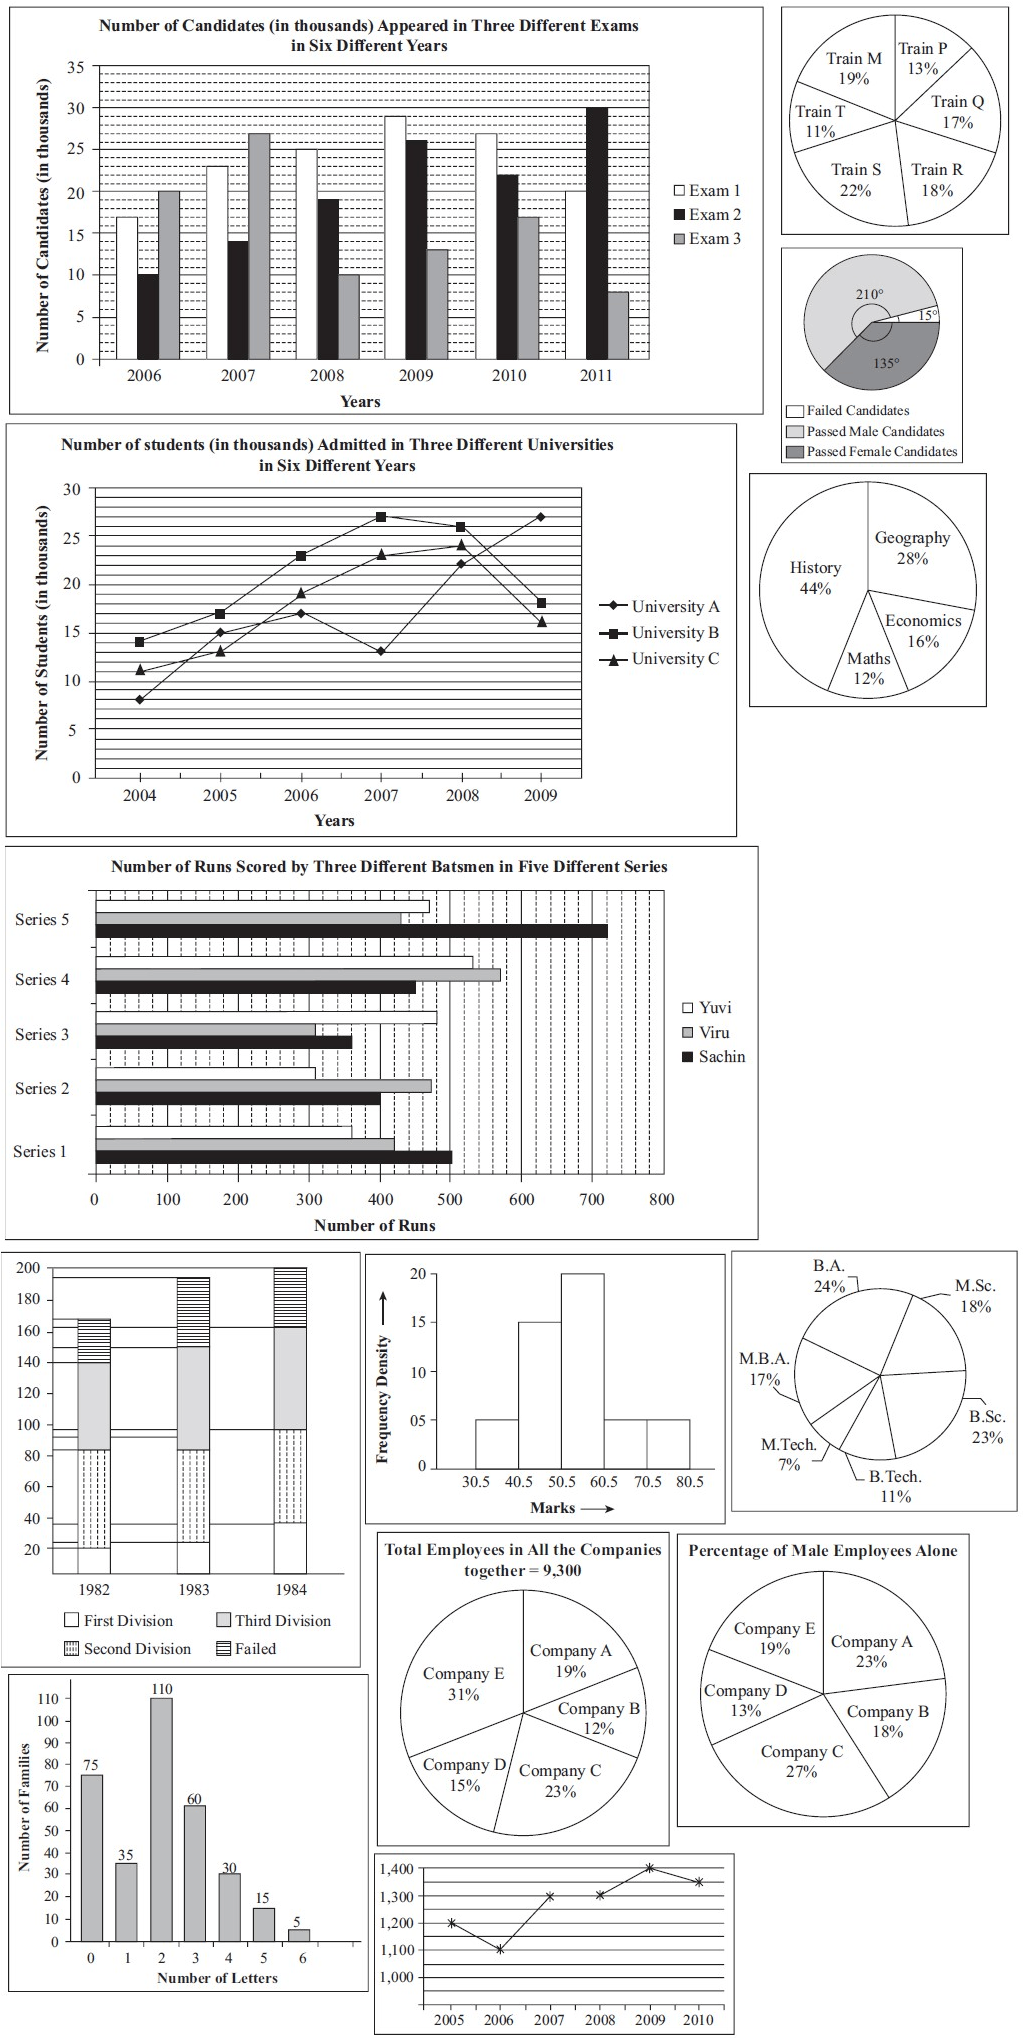 Number of Candidates (in thousands) Appeared in Three Different Exams
in Six Different Years
Number of Candidates (in thousands)
35
30
25
20
15
10
5
0
2006 2007 2008 2009 2010 2011
Years
Exam 1
Exam 2
Exam 3
Train M
19%
Train P
13%
Train Q
17%
Train T
11%
Train S
22%
Train R
18%
210°
15°
135°
Failed Candidates
Passed Male Candidates
Passed Female Candidates
Number of students (in thousands) Admitted in Three Different Universities
in Six Different Years
Number of Students (in thousands)
30
25
20
15
10
5
0
2004 2005 2006 2007 2008 2009
Years
University A
University B
University C
History
44%
Geography
28%
Economics
16%
Maths
12%
Number of Runs Scored by Three Different Batsmen in Five Different Series
Series 5
Series 4
Series 3
Series 2
Series 1
0 100 200 300 400 500 600 700 800
Number of Runs
Yuvi
Viru
Sachin
200
180
160
140
120
100
80
60
40
20
1982 1983 1984
First Division Third Division
Second Division Failed
Frequency Density
20
15
10
05
0
30.5 40.5 50.5 60.5 70.5 80.5
Marks
B.A.
24%
M.Sc.
18%
M.B.A.
17%
B.Sc.
23%
M.Tech.
7%
B.Tech.
11%
Total Employees in All the Companies
together = 9,300
Company A
19%
Company E
31%
Company B
12%
Company D
15%
Company C
23%
Percentage of Male Employees Alone
Company E
19%
Company A
23%
Company D
13%
Company B
18%
Company C
27%
Number of Families
110
100
90
80
70
60
50
40
30
20
10
0
75
35
110
60
30
15
5
0 1 2 3 4 5 6
Number of Letters
1,400
1,300
1,200
1,100
1,000
2005 2006 2007 2008 2009 2010